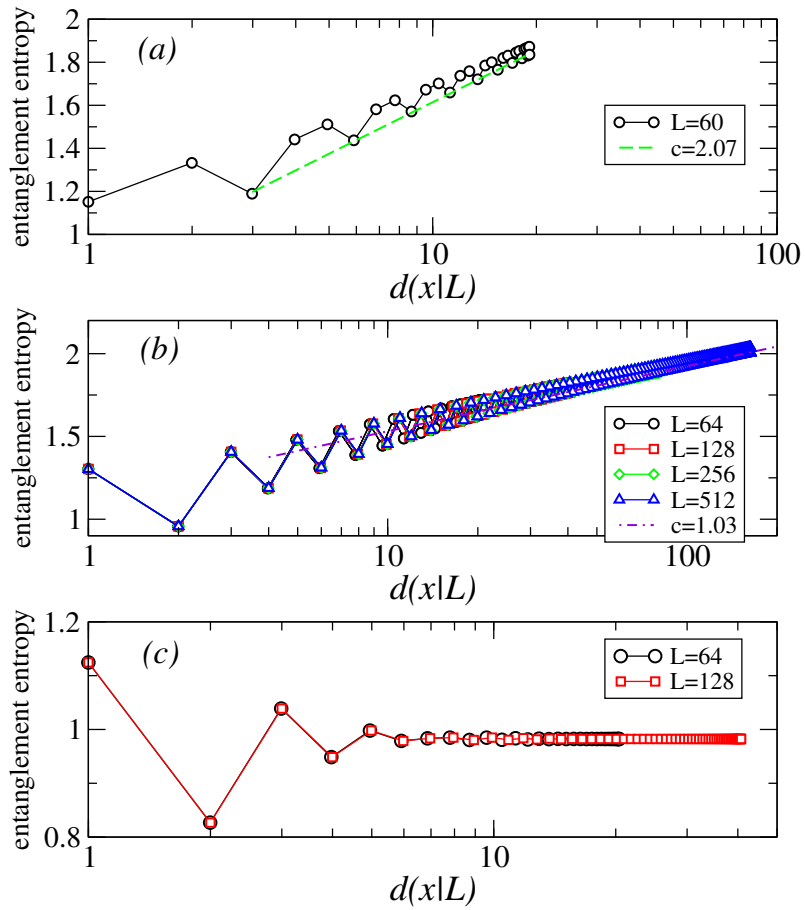 2
1.8
1.6
1.4
1.2
1
entanglement entropy
(a)
L=60
c=2.07
1
10
100
d(x|L)
2
1.5
1
entanglement entropy
(b)
L=64
L=128
L=256
L=512
c=1.03
1
10
100
d(x|L)
1.2
1
0.8
entanglement entropy
(c)
L=64
L=128
1
10
d(x|L)